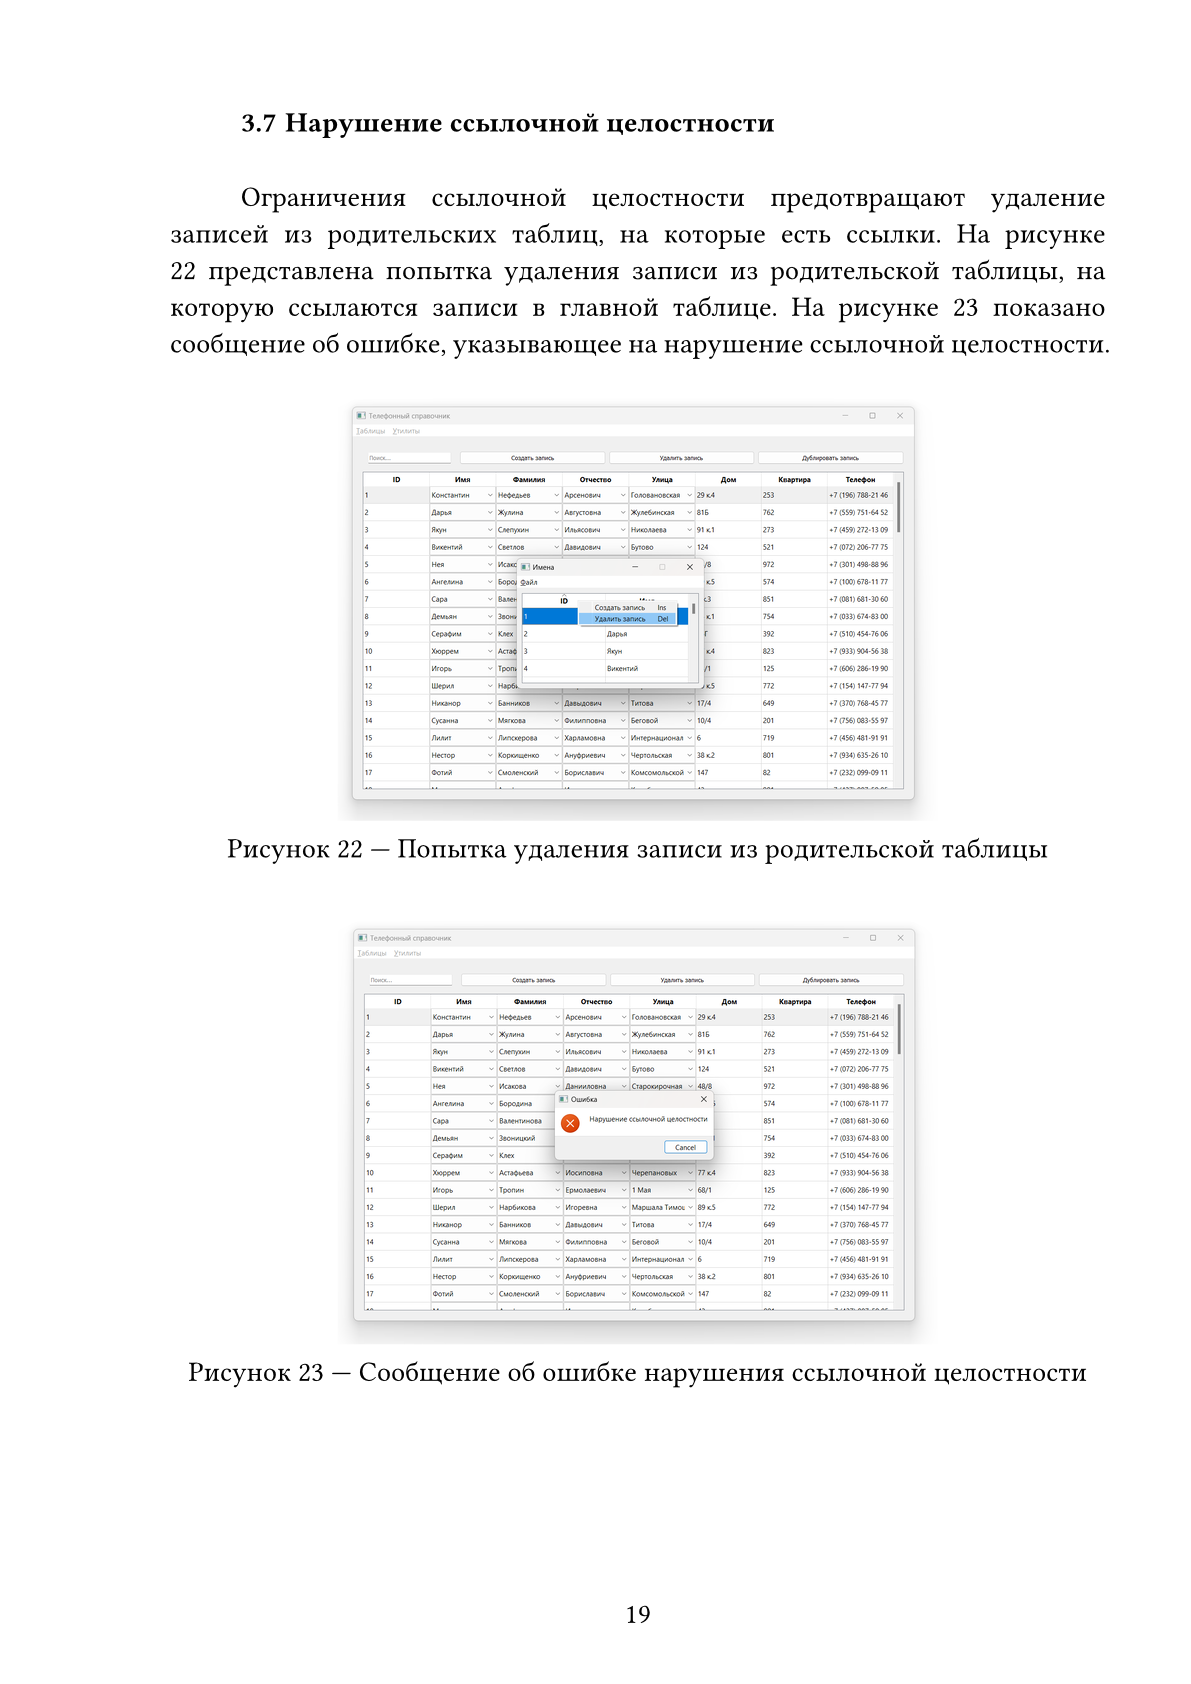 3.7 Нарушение ссылочной целостности
Ограничения ссылочной целостности предотвращают удаление
записей из родительских таблиц, на которые есть ссылки. На рисунке
22 представлена попытка удаления записи из родительской таблицы, на
которую ссылаются записи в главной таблице. На рисунке 23 показано
сообщение об ошибке, указывающее на нарушение ссылочной целостности.
Телефонный справочник
Таблицы Утилиты
Поиск... Создать запись Удалить запись Дублировать запись
ID Имя Фамилия Отчество Улица Дом Квартира Телефон
1 Константин Нефедьев Арсенович Головановская 29 к.4 253 +7 (196) 788-21 46
2 Дарья Жулина Августовна Жулебинская 81Б 762 +7 (559) 751-64 52
3 Якун Слепухин Ильясович Николаева 91 к.1 273 +7 (459) 272-13 09
4 Викентий Светлов Давидович Бутово 124 521 +7 (072) 206-77 75
5 Нея Исако /8 972 +7 (301) 498-88 96
6 Ангелина Бород к.5 574 +7 (100) 678-11 77
7 Сара Вален к.3 851 +7 (081) 681-30 60
8 Демьян Звони к.1 754 +7 (033) 674-83 00
9 Серафим Клех Г 392 +7 (510) 454-76 06
10 Хюррем Астаф к.4 823 +7 (933) 904-56 38
11 Игорь Тропи /1 125 +7 (606) 286-19 90
12 Шерил Нарби к.5 772 +7 (154) 147-77 94
13 Никанор Банников Давыдович Титова 17/4 649 +7 (370) 768-45 77
14 Сусанна Мягкова Филипповна Беговой 10/4 201 +7 (756) 083-55 97
15 Лилит Липскерова Харламовна Интернационал 6 719 +7 (456) 481-91 91
16 Нестор Коркищенко Ануфриевич Чертольская 38 к.2 801 +7 (934) 635-26 10
17 Фотий Смоленский Бориславич Комсомольской 147 82 +7 (232) 099-09 11
Имена
Файл
ID
Создать запись Ins
1 Удалить запись Del
2 Дарья
3 Якун
4 Викентий
Рисунок 22 — Попытка удаления записи из родительской таблицы
Телефонный справочник
Таблицы Утилиты
Поиск... Создать запись Удалить запись Дублировать запись
ID Имя Фамилия Отчество Улица Дом Квартира Телефон
1 Константин Нефедьев Арсенович Головановская 29 к.4 253 +7 (196) 788-21 46
2 Дарья Жулина Августовна Жулебинская 81Б 762 +7 (559) 751-64 52
3 Якун Слепухин Ильясович Николаева 91 к.1 273 +7 (459) 272-13 09
4 Викентий Светлов Давидович Бутово 124 521 +7 (072) 206-77 75
5 Нея Исакова Данииловна Старокирочная 48/8 972 +7 (301) 498-88 96
6 Ангелина Бородина 574 +7 (100) 678-11 77
7 Сара Валентинова 851 +7 (081) 681-30 60
8 Демьян Звоницкий 754 +7 (033) 674-83 00
9 Серафим Клех 392 +7 (510) 454-76 06
10 Хюррем Астафьева Иосиповна Черепановых 77 к.4 823 +7 (933) 904-56 38
11 Игорь Тропин Ермолаевич 1 Мая 68/1 125 +7 (606) 286-19 90
12 Шерил Нарбикова Игоревна Маршала Тимош 89 к.5 772 +7 (154) 147-77 94
13 Никанор Банников Давыдович Титова 17/4 649 +7 (370) 768-45 77
14 Сусанна Мягкова Филипповна Беговой 10/4 201 +7 (756) 083-55 97
15 Лилит Липскерова Харламовна Интернационал 6 719 +7 (456) 481-91 91
16 Нестор Коркищенко Ануфриевич Чертольская 38 к.2 801 +7 (934) 635-26 10
17 Фотий Смоленский Бориславич Комсомольской 147 82 +7 (232) 099-09 11
Ошибка
Нарушение ссылочной целостности
Cancel
Рисунок 23 — Сообщение об ошибке нарушения ссылочной целостности
19